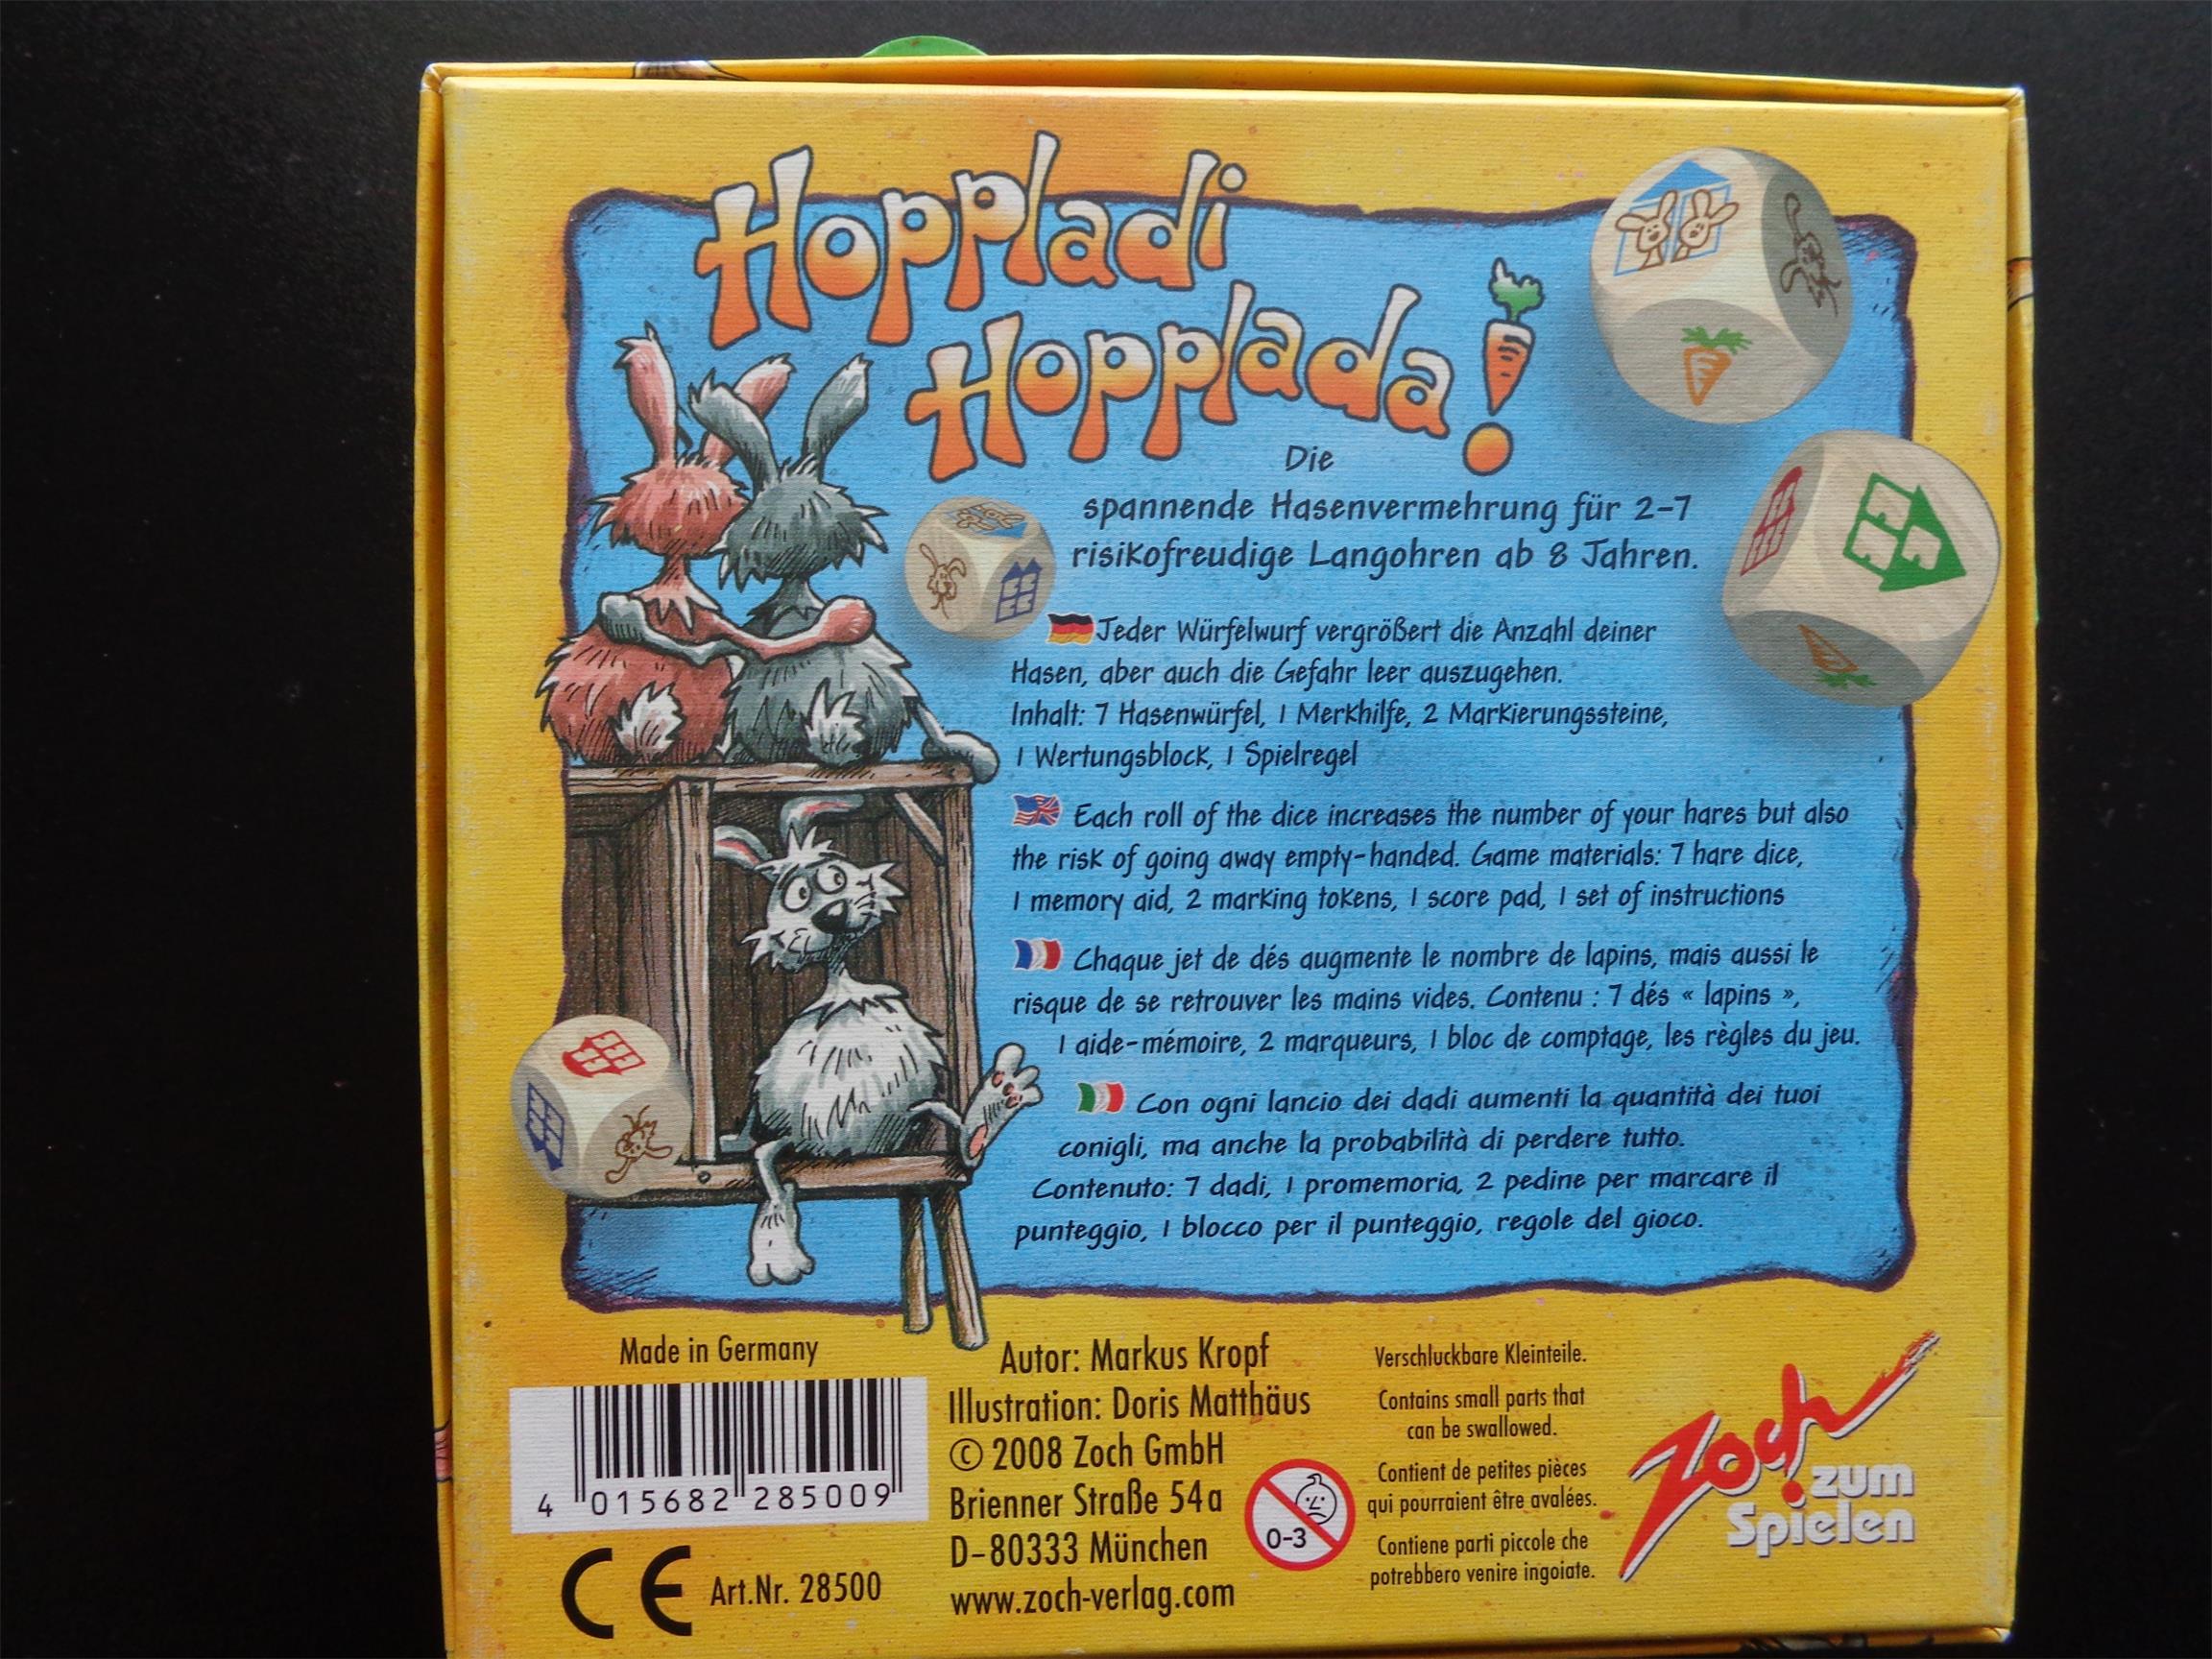 Hoppladi
Hopplada!
Die
spannende Hasenvermehrung für 2-7
risikofreudige Langohren ab 8 Jahren.
Jeder Würfelwurf vergrößert die Anzahl deiner
Hasen, aber auch die Gefahr leer auszugehen.
Inhalt: 7 Hasenwürfel, 1 Merkhilfe, 2 Markierungssteine,
1 Wertungsblock, 1 Spielregel
Each roll of the dice increases the number of your hares but also
the risk of going away empty-handed. Game materials: 7 hare dice,
1 memory aid, 2 marking tokens, 1 score pad, 1 set of instructions
Chaque jet de dés augmente le nombre de lapins, mais aussi le
risque de se retrouver les mains vides. Contenu : 7 dés « lapins »,
1 aide-mémoire, 2 marqueurs, 1 bloc de comptage, les règles du jeu.
Con ogni lancio dei dadi aumenti la quantità dei tuoi
conigli, ma anche la probabilità di perdere tutto.
Contenuto: 7 dadi, 1 promemoria, 2 pedine per marcare il
punteggio, 1 blocco per il punteggio, regole del gioco.
Made in Germany
4 015682 285009
CE Art.Nr. 28500
Autor: Markus Kropf
Illustration: Doris Matthäus
© 2008 Zoch GmbH
Brienner Straße 54a
D-80333 München
www.zoch-verlag.com
0-3
Verschluckbare Kleinteile.
Contains small parts that
can be swallowed.
Contient de petites pièces
qui pourraient être avalées.
Contiene parti piccole che
potrebbero venire ingoiate.
Zoch
zum
Spielen